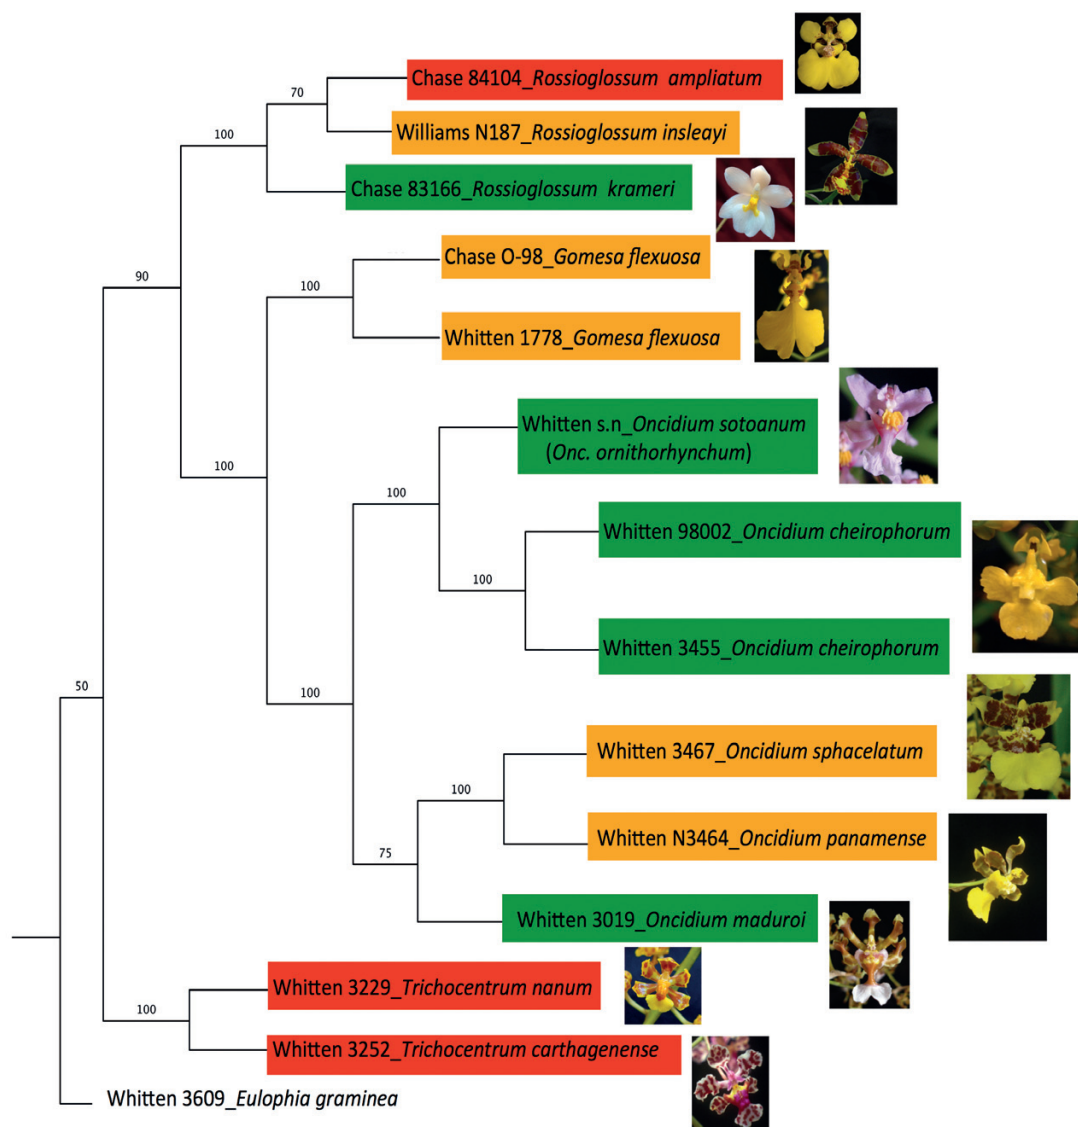 Chase 84104_Rossioglossum ampliatum
70
Williams N187_Rossioglossum insleayi
100
Chase 83166_Rossioglossum krameri
Chase O-98_Gomesa flexuosa
90
100
Whitten 1778_Gomesa flexuosa
Whitten s.n_Oncidium sotoanum
(Onc. ornithorhynchum)
100
100
Whitten 98002_Oncidium cheirophorum
100
Whitten 3455_Oncidium cheirophorum
50
100
Whitten 3467_Oncidium sphacelatum
100
Whitten N3464_Oncidium panamense
75
Whitten 3019_Oncidium maduroi
Whitten 3229_Trichocentrum nanum
100
Whitten 3252_Trichocentrum carthagenense
Whitten 3609_Eulophia graminea